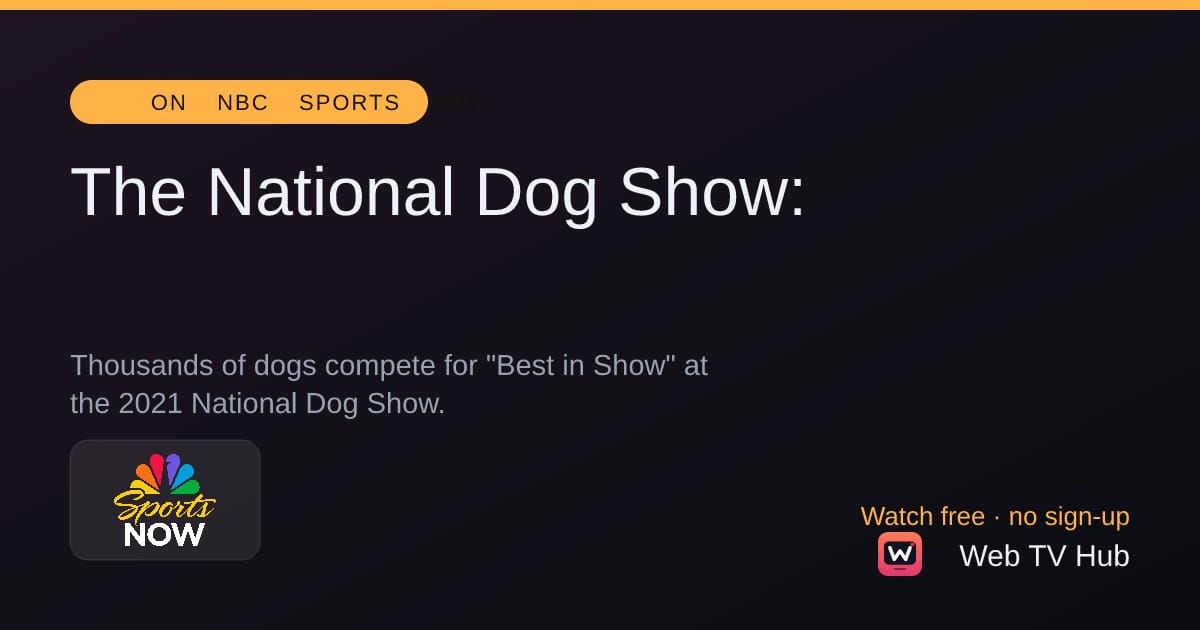 ON NBC SPORTS NOW
The National Dog Show:
Thousands of dogs compete for "Best in Show" at
the 2021 National Dog Show.
Sports
NOW
Watch free · no sign-up
W
Web TV Hub